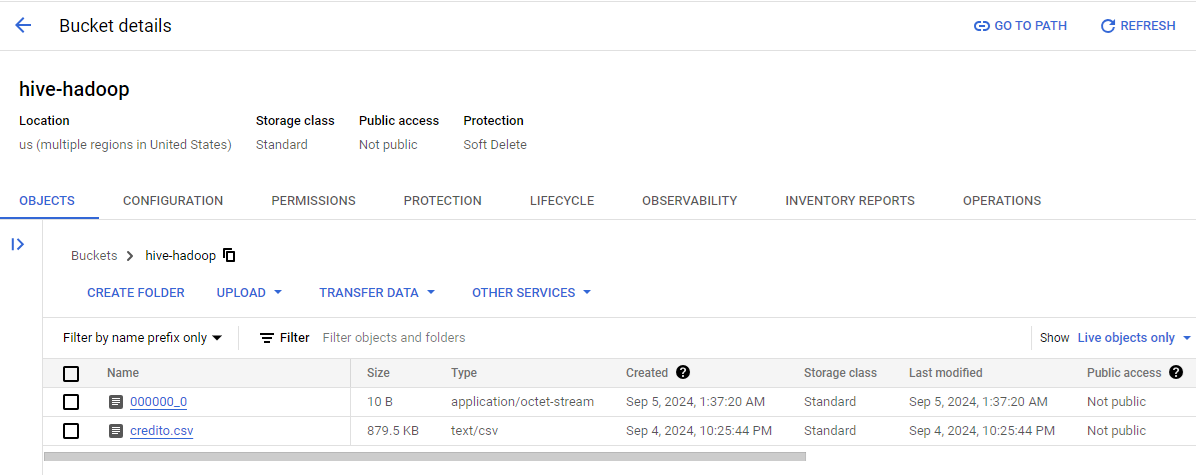 Bucket details
GO TO PATH
REFRESH
hive-hadoop
Location
Storage class
Public access
Protection
us (multiple regions in United States)
Standard
Not public
Soft Delete
OBJECTS
CONFIGURATION
PERMISSIONS
PROTECTION
LIFECYCLE
OBSERVABILITY
INVENTORY REPORTS
OPERATIONS
Buckets
hive-hadoop
CREATE FOLDER
UPLOAD
TRANSFER DATA
OTHER SERVICES
Filter by name prefix only
Filter
Filter objects and folders
Show
Live objects only
Name
Size
Type
Created
Storage class
Last modified
Public access
000000_0
10 B
application/octet-stream
Sep 5, 2024, 1:37:20 AM
Standard
Sep 5, 2024, 1:37:20 AM
Not public
credito.csv
879.5 KB
text/csv
Sep 4, 2024, 10:25:44 PM
Standard
Sep 4, 2024, 10:25:44 PM
Not public